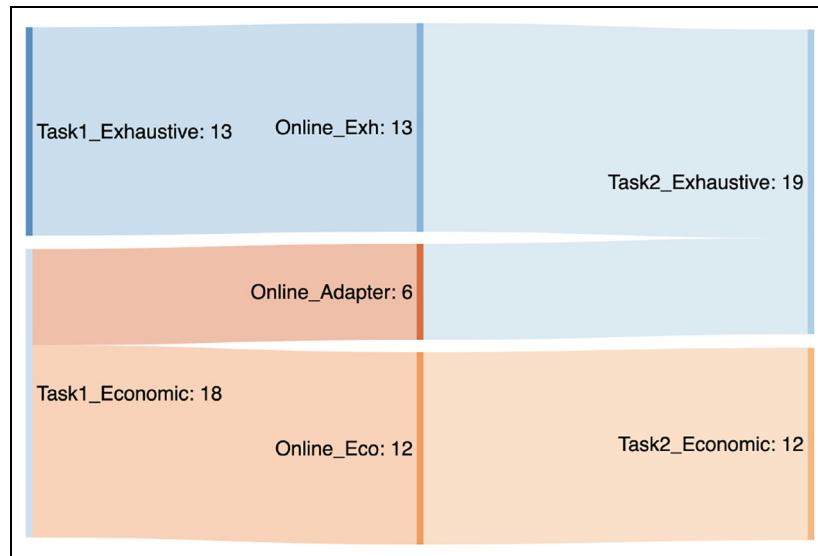 Task1_Exhaustive: 13
Online_Exh: 13
Task2_Exhaustive: 19
Online_Adapter: 6
Task1_Economic: 18
Online_Eco: 12
Task2_Economic: 12